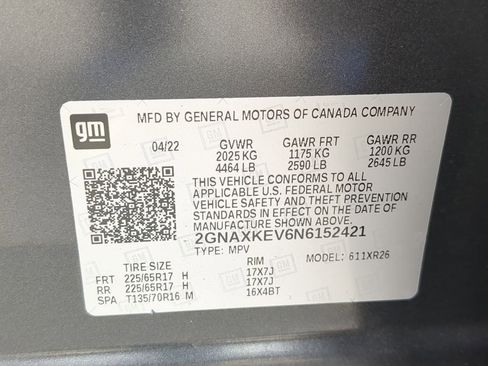 gm
MFD BY GENERAL MOTORS OF CANADA COMPANY
04/22 GVWR GAWR FRT GAWR RR
2025 KG 1175 KG 1200 KG
4464 LB 2590 LB 2645 LB
THIS VEHICLE CONFORMS TO ALL
APPLICABLE U.S. FEDERAL MOTOR
VEHICLE SAFETY AND THEFT PREVENTION
STANDARDS IN EFFECT ON THE DATE OF
MANUFACTURE SHOWN ABOVE.
2GNAXKEV6N6152421
TYPE: MPV MODEL: 611XR26
TIRE SIZE RIM
FRT 225/65R17 H 17X7J
RR 225/65R17 H 17X7J
SPA T135/70R16 M 16X4BT